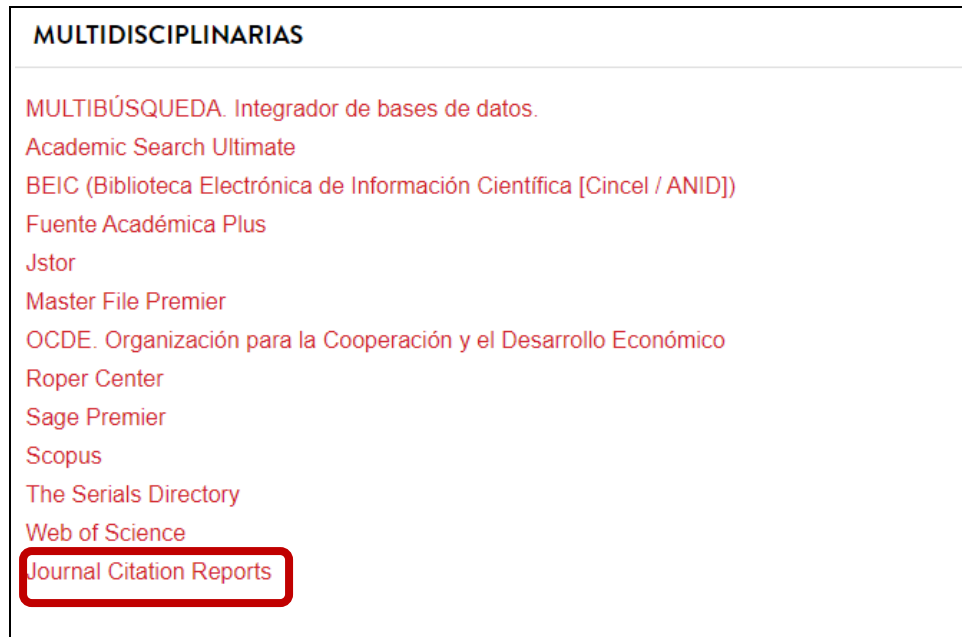 MULTIDISCIPLINARIAS
MULTIBÚSQUEDA. Integrador de bases de datos.
Academic Search Ultimate
BEIC (Biblioteca Electrónica de Información Científica [Cincel / ANID])
Fuente Académica Plus
Jstor
Master File Premier
OCDE. Organización para la Cooperación y el Desarrollo Económico
Roper Center
Sage Premier
Scopus
The Serials Directory
Web of Science
Journal Citation Reports